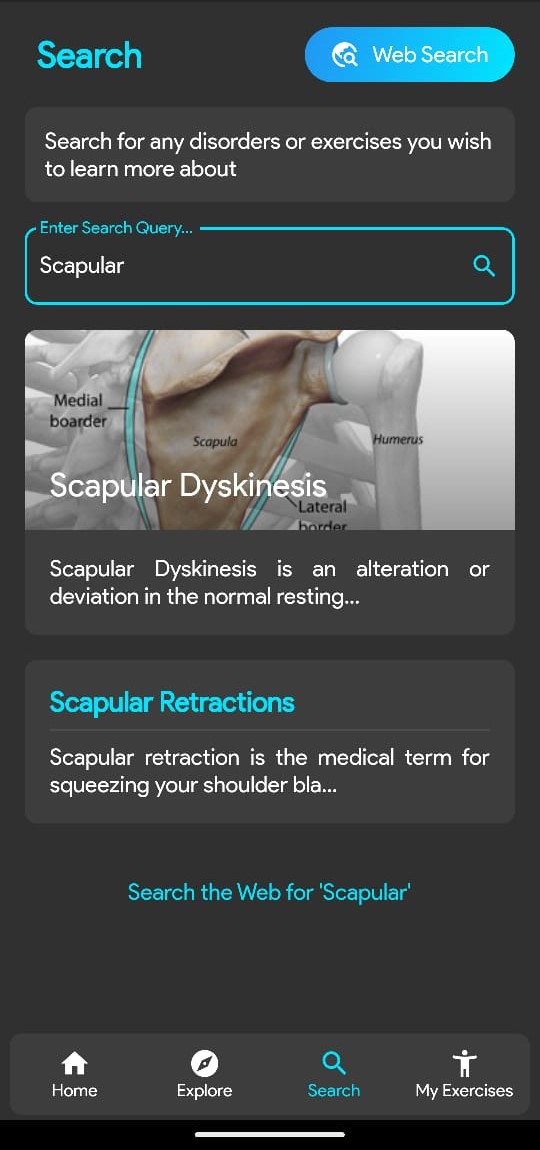 Search
Web Search
Search for any disorders or exercises you wish
to learn more about
Enter Search Query...
Scapular
Medial
boarder
Scapula
Humerus
Scapular Dyskinesis
Lateral
border
Scapular Dyskinesis is an alteration or
deviation in the normal resting...
Scapular Retractions
Scapular retraction is the medical term for
squeezing your shoulder bla...
Search the Web for 'Scapular'
Home
Explore
Search
My Exercises